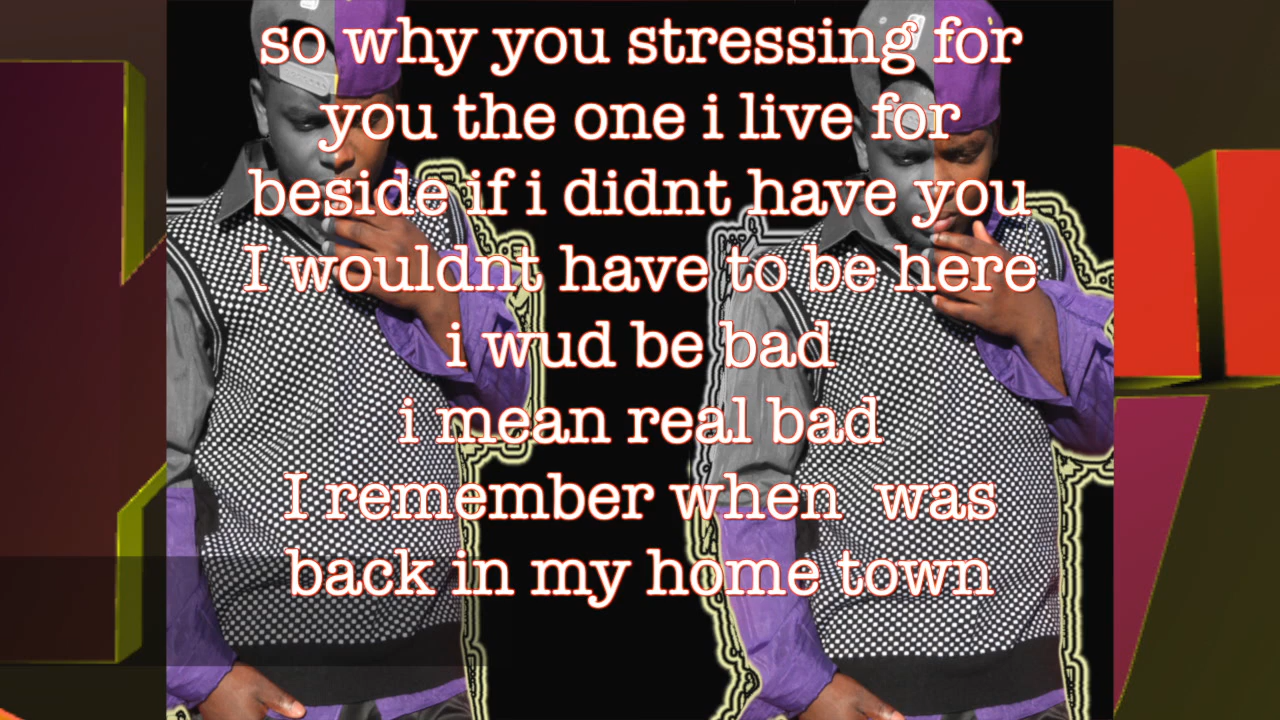 so why you stressing for
you the one i live for
beside if i didnt have you
I wouldnt have to be here
i wud be bad
i mean real bad
I remember when  was
back in my home town